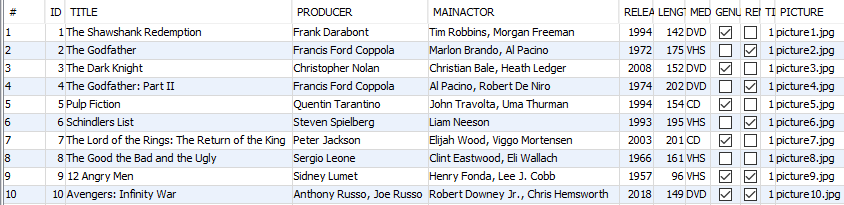 # ID TITLE PRODUCER MAINACTOR RELEA LENGT MED GENU REN TI PICTURE
1 1 The Shawshank Redemption Frank Darabont Tim Robbins, Morgan Freeman 1994 142 DVD 1 picture1.jpg
2 2 The Godfather Francis Ford Coppola Marlon Brando, Al Pacino 1972 175 VHS 1 picture2.jpg
3 3 The Dark Knight Christopher Nolan Christian Bale, Heath Ledger 2008 152 DVD 1 picture3.jpg
4 4 The Godfather: Part II Francis Ford Coppola Al Pacino, Robert De Niro 1974 202 DVD 1 picture4.jpg
5 5 Pulp Fiction Quentin Tarantino John Travolta, Uma Thurman 1994 154 CD 1 picture5.jpg
6 6 Schindlers List Steven Spielberg Liam Neeson 1993 195 VHS 1 picture6.jpg
7 7 The Lord of the Rings: The Return of the King Peter Jackson Elijah Wood, Viggo Mortensen 2003 201 CD 1 picture7.jpg
8 8 The Good the Bad and the Ugly Sergio Leone Clint Eastwood, Eli Wallach 1966 161 VHS 1 picture8.jpg
9 9 12 Angry Men Sidney Lumet Henry Fonda, Lee J. Cobb 1957 96 VHS 1 picture9.jpg
10 10 Avengers: Infinity War Anthony Russo, Joe Russo Robert Downey Jr., Chris Hemsworth 2018 149 DVD 1 picture10.jpg